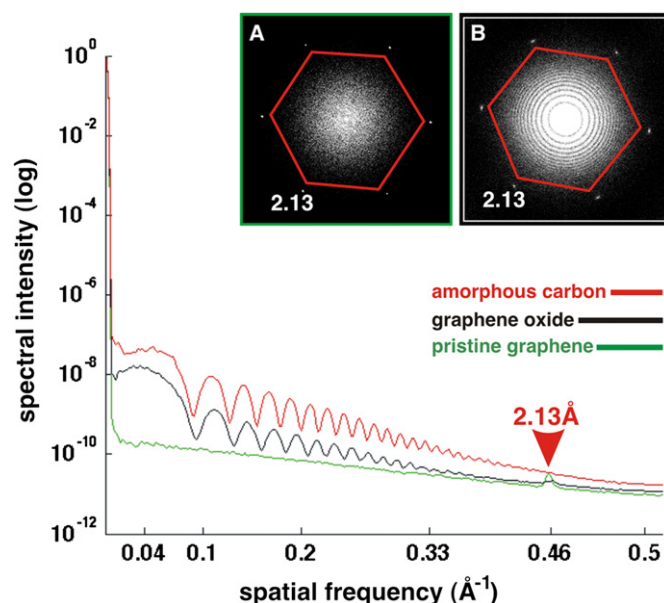 A
B
2.13
2.13
spectral intensity (log)
10⁰
10⁻²
10⁻⁴
10⁻⁶
10⁻⁸
10⁻¹⁰
10⁻¹²
amorphous carbon
graphene oxide
pristine graphene
2.13Å
0.04 0.1 0.2 0.33 0.46 0.5
spatial frequency (Å⁻¹)